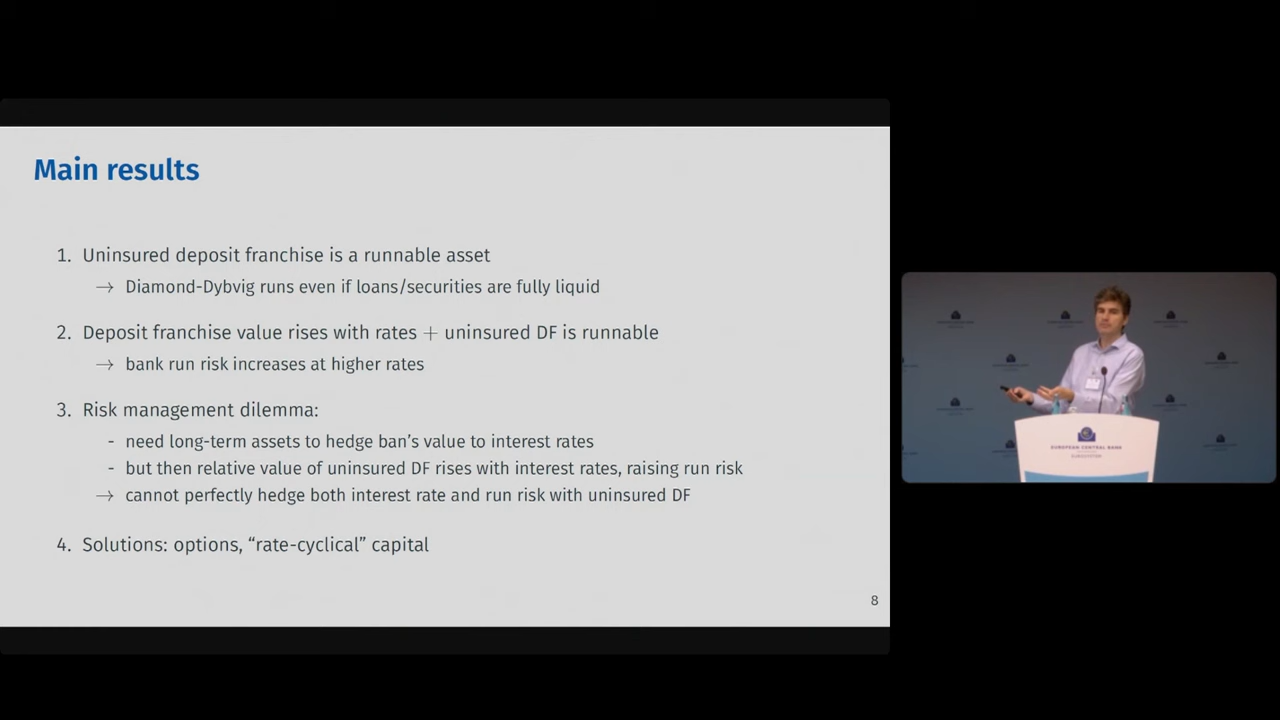 Main results
1. Uninsured deposit franchise is a runnable asset
→ Diamond-Dybvig runs even if loans/securities are fully liquid
2. Deposit franchise value rises with rates + uninsured DF is runnable
→ bank run risk increases at higher rates
3. Risk management dilemma:
- need long-term assets to hedge ban's value to interest rates
- but then relative value of uninsured DF rises with interest rates, raising run risk
→ cannot perfectly hedge both interest rate and run risk with uninsured DF
4. Solutions: options, “rate-cyclical” capital
8
EUROPEAN CENTRAL BANK
EUROSYSTEM